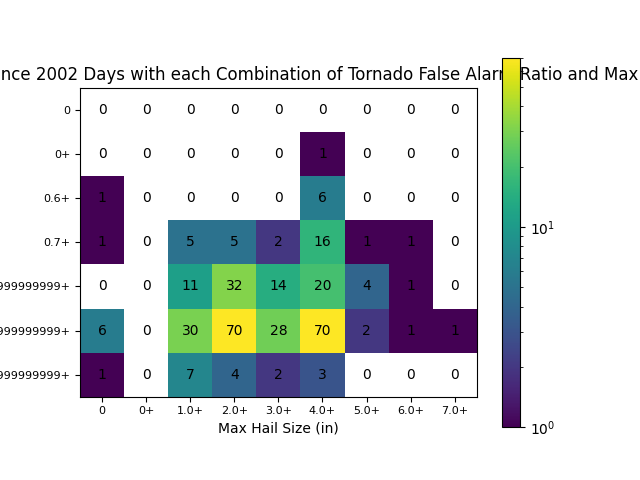 nce 2002 Days with each Combination of Tornado False Alarm Ratio and Max
0 0 0 0 0 0 0 0 0 0
0+ 0 0 0 0 0 1 0 0 0
0.6+ 1 0 0 0 0 6 0 0 0
0.7+ 1 0 5 5 2 16 1 1 0
999999999+ 0 0 11 32 14 20 4 1 0
999999999+ 6 0 30 70 28 70 2 1 1
999999999+ 1 0 7 4 2 3 0 0 0
0 0+ 1.0+ 2.0+ 3.0+ 4.0+ 5.0+ 6.0+ 7.0+
Max Hail Size (in)
10¹
10⁰